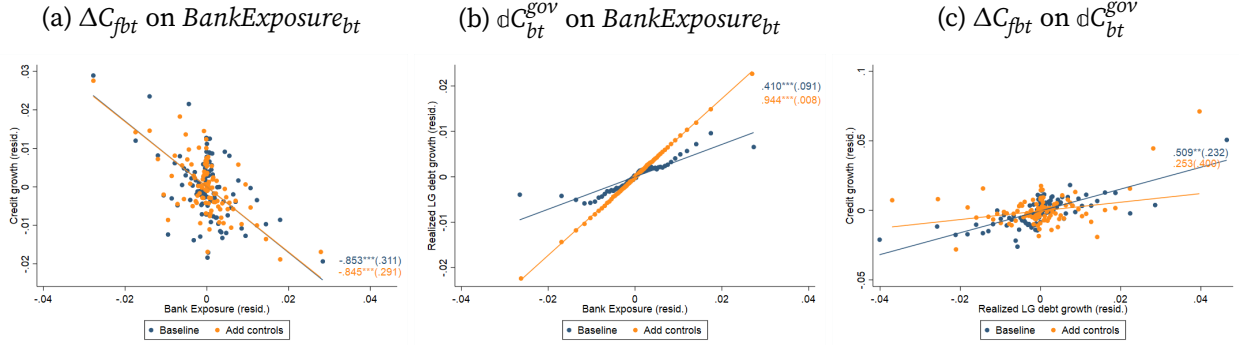 (a) ΔC_fbt on BankExposure_bt
Credit growth (resid.)
.03
.02
.01
0
-.01
-.02
-.853***(.311)
-.845***(.291)
-.04
-.02
0
.02
.04
Bank Exposure (resid.)
Baseline
Add controls
(b) dC_bt^gov on BankExposure_bt
Realized LG debt growth (resid.)
.02
.01
0
-.01
-.02
.410***(.091)
.944***(.008)
-.04
-.02
0
.02
.04
Bank Exposure (resid.)
Baseline
Add controls
(c) ΔC_fbt on dC_bt^gov
Credit growth (resid.)
.1
.05
0
-.05
.509**(.232)
.253(.400)
-.04
-.02
0
.02
.04
Realized LG debt growth (resid.)
Baseline
Add controls